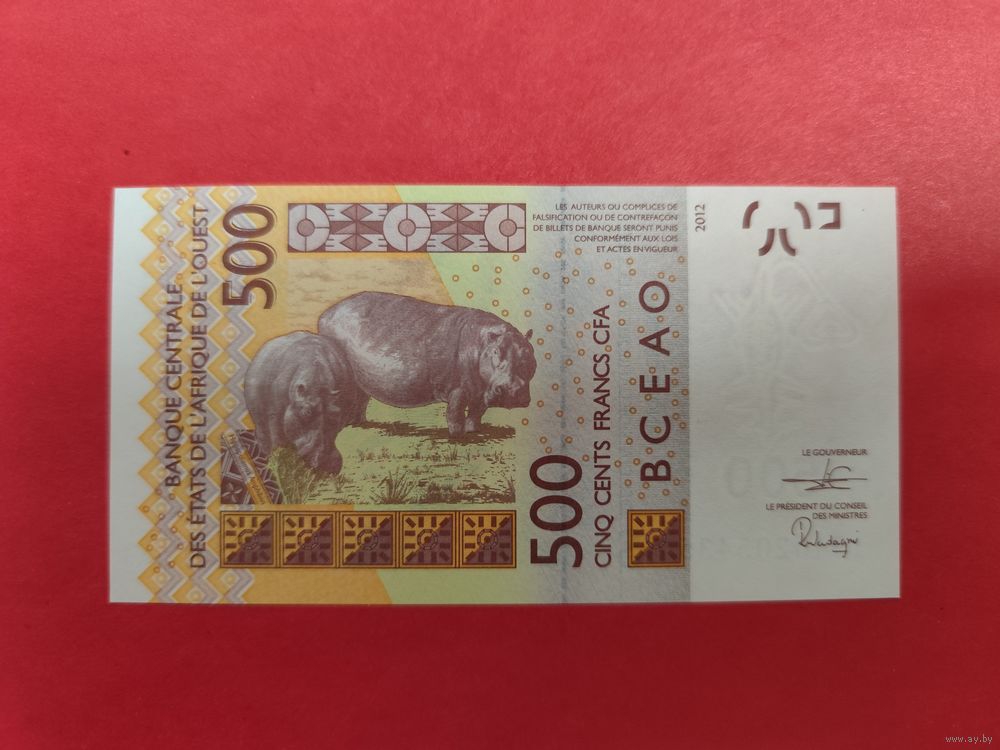 BANQUE CENTRALE
DES ÉTATS DE L'AFRIQUE DE L'OUEST
500
LES AUTEURS OU COMPLICES DE
FALSIFICATION OU DE CONTREFAÇON
DE BILLETS DE BANQUE SERONT PUNIS
CONFORMÉMENT AUX LOIS
ET ACTES EN VIGUEUR
2012
500
CINQ CENTS FRANCS CFA
BCEAO
LE GOUVERNEUR
LE PRÉSIDENT DU CONSEIL
DES MINISTRES
www.ay.by